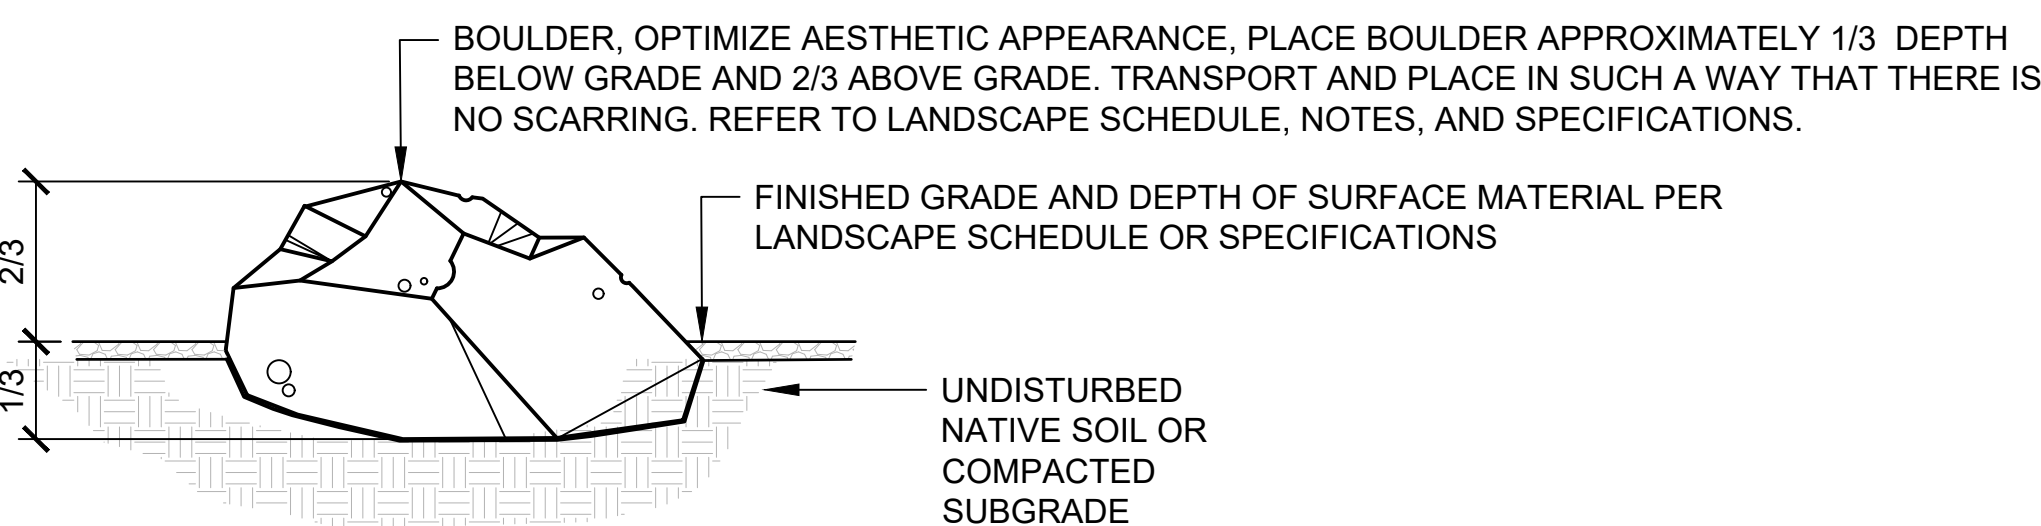 BOULDER, OPTIMIZE AESTHETIC APPEARANCE, PLACE BOULDER APPROXIMATELY 1/3 DEPTH
BELOW GRADE AND 2/3 ABOVE GRADE. TRANSPORT AND PLACE IN SUCH A WAY THAT THERE IS
NO SCARRING. REFER TO LANDSCAPE SCHEDULE, NOTES, AND SPECIFICATIONS.
FINISHED GRADE AND DEPTH OF SURFACE MATERIAL PER
LANDSCAPE SCHEDULE OR SPECIFICATIONS
2/3
1/3
UNDISTURBED
NATIVE SOIL OR
COMPACTED
SUBGRADE